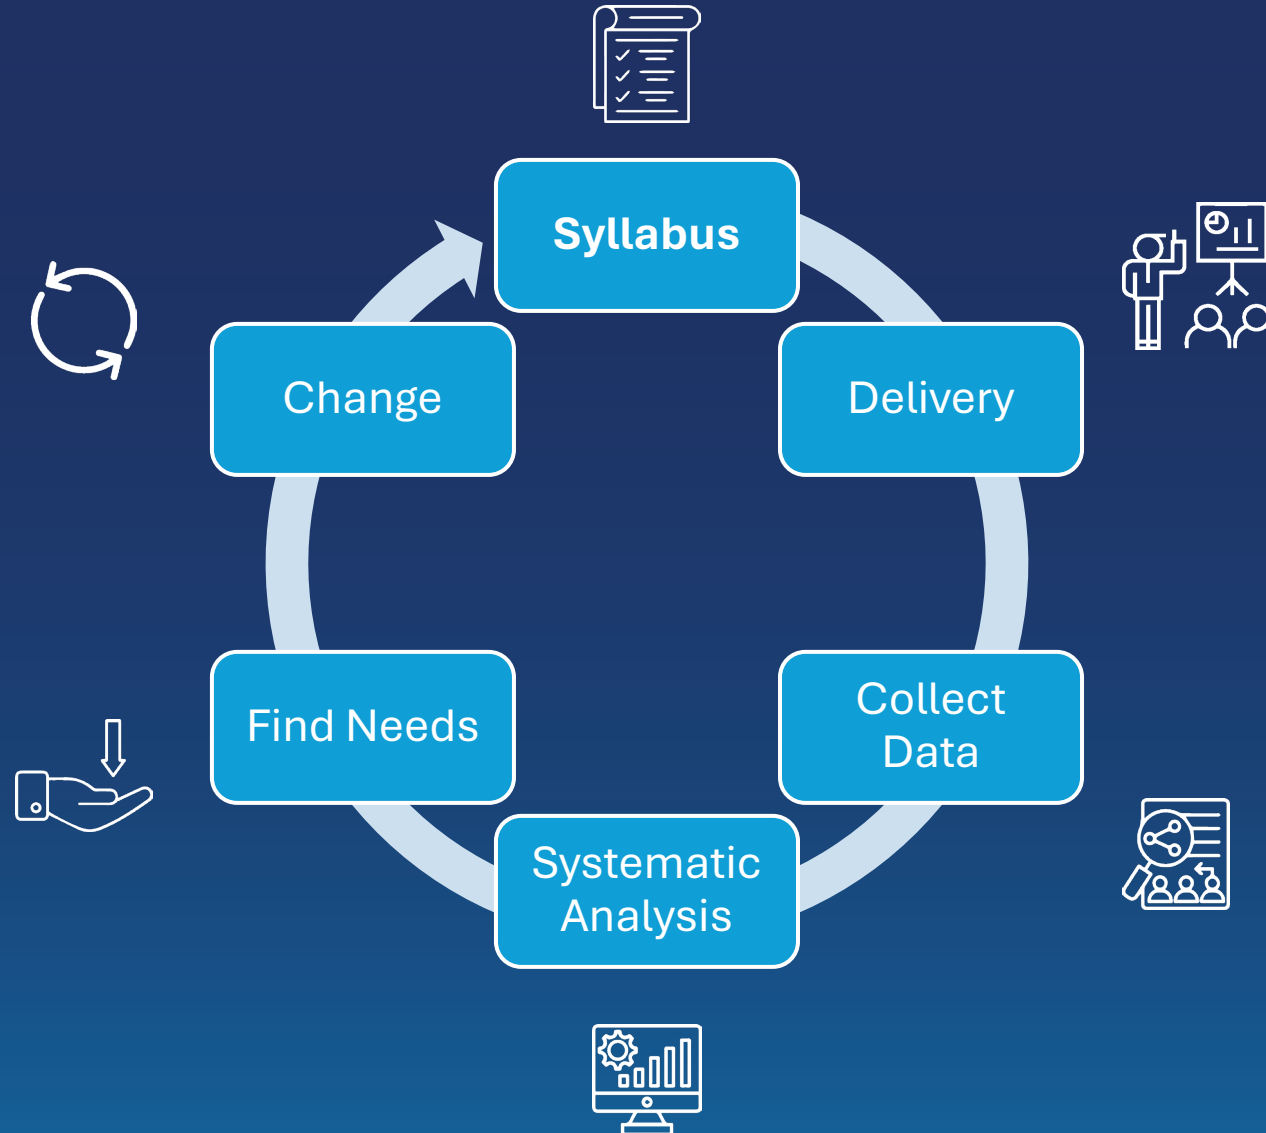 Syllabus
Delivery
Collect
Data
Systematic
Analysis
Find Needs
Change